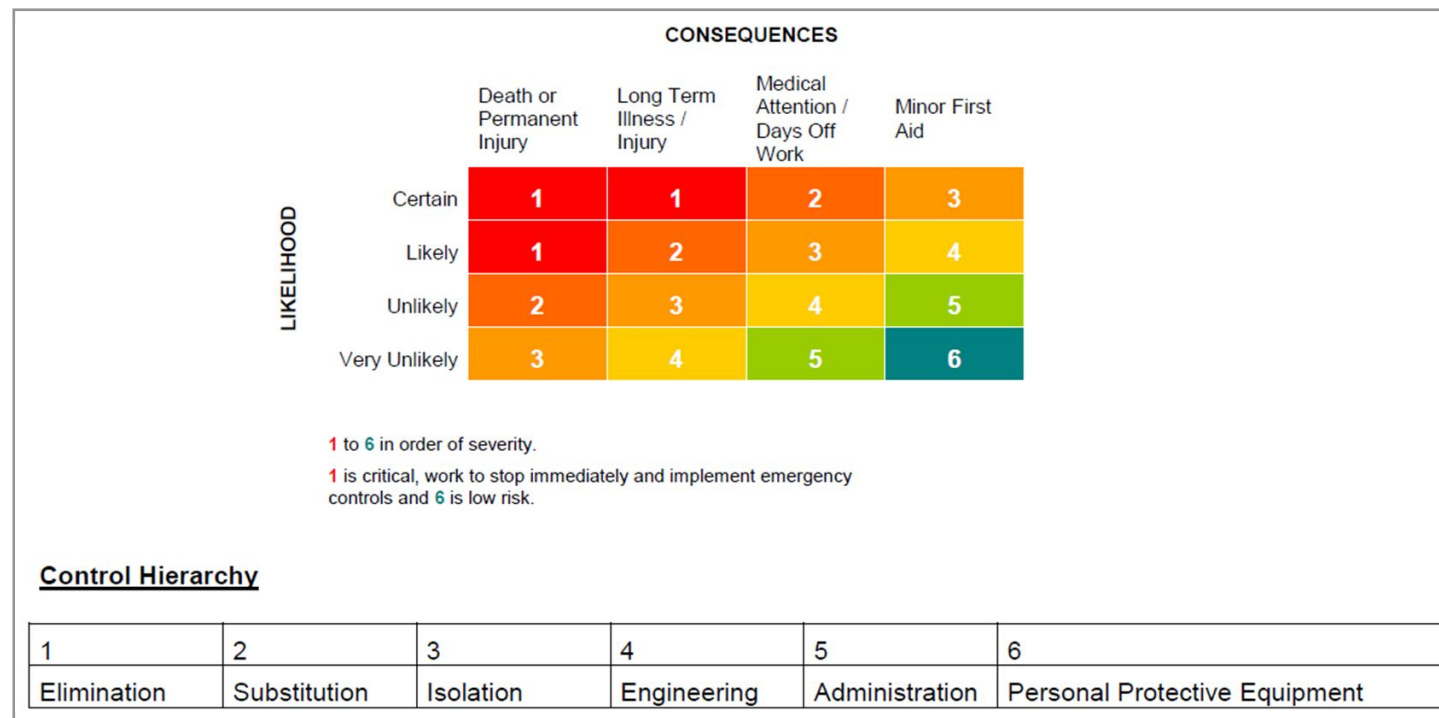 CONSEQUENCES
Death or
Permanent
Injury
Long Term
Illness /
Injury
Medical
Attention /
Days Off
Work
Minor First
Aid
LIKELIHOOD
Certain 1 1 2 3
Likely 1 2 3 4
Unlikely 2 3 4 5
Very Unlikely 3 4 5 6
1 to 6 in order of severity.
1 is critical, work to stop immediately and implement emergency
controls and 6 is low risk.
Control Hierarchy
1 2 3 4 5 6
Elimination Substitution Isolation Engineering Administration Personal Protective Equipment